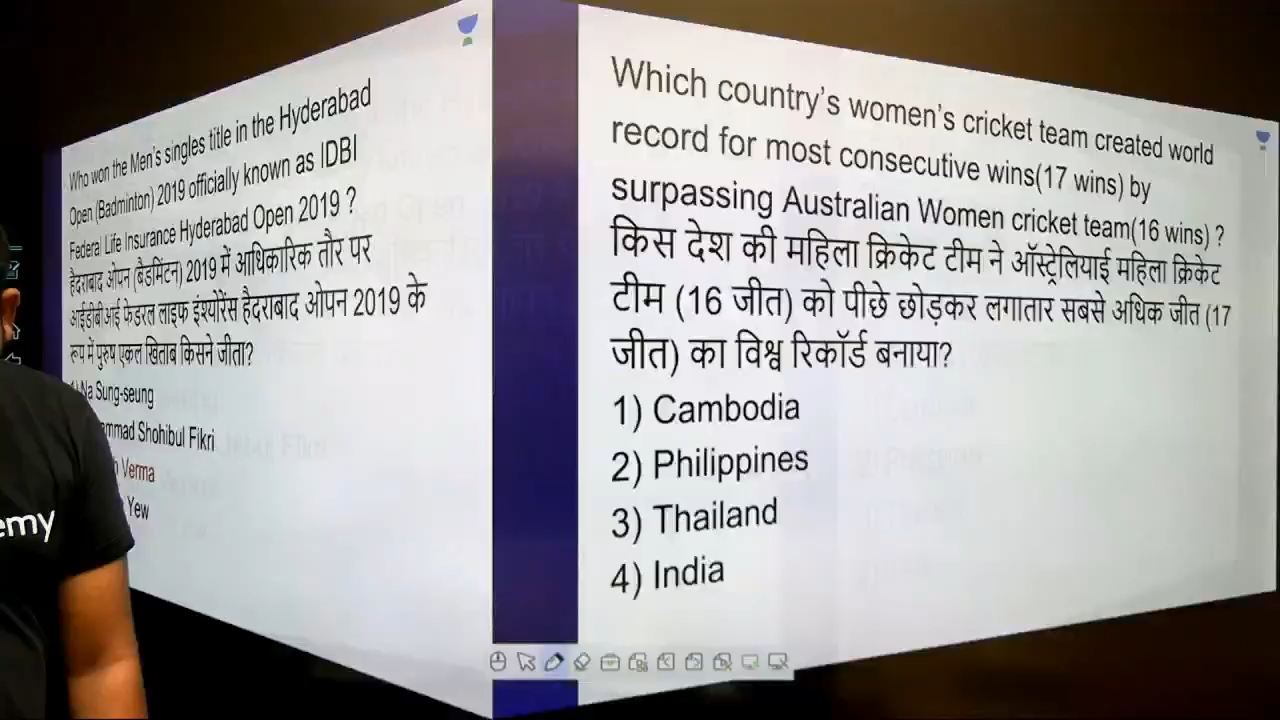 Who won the Men's singles title in the Hyderabad
Open (Badminton) 2019 officially known as IDBI
Federal Life Insurance Hyderabad Open 2019 ?
हैदराबाद ओपन (बैडमिंटन) 2019 में आधिकारिक तौर पर
आईडीबीआई फेडरल लाइफ इंश्योरेंस हैदराबाद ओपन 2019 के
रूप में पुरुष एकल खिताब किसने जीता?
Na Sung-seung
ammad Shohibul Fikri
Verma
Yew
emy
Which country's women's cricket team created world
record for most consecutive wins(17 wins) by
surpassing Australian Women cricket team(16 wins) ?
किस देश की महिला क्रिकेट टीम ने ऑस्ट्रेलियाई महिला क्रिकेट
टीम (16 जीत) को पीछे छोड़कर लगातार सबसे अधिक जीत (17
जीत) का विश्व रिकॉर्ड बनाया?
1) Cambodia
2) Philippines
3) Thailand
4) India